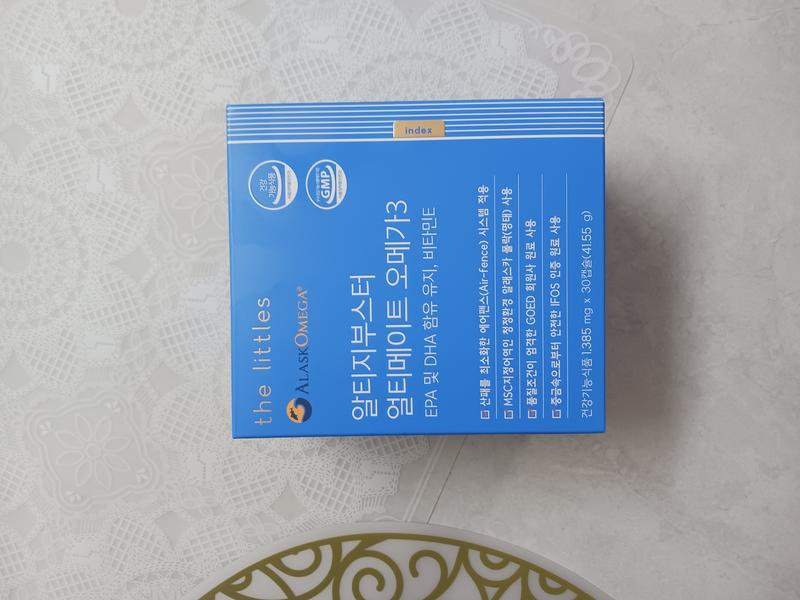 the littles
ALASKOMEGA®
건강
기능식품
GMP
알티지부스터
얼티메이트 오메가3
EPA 및 DHA 함유 유지, 비타민E
산패를 최소화한 에어펜스(Air-fence) 시스템 적용
MSC지정어역인 청정환경 알래스카 폴락(명태) 사용
품질조건이 엄격한 GOED 회원사 원료 사용
중금속으로부터 안전한 IFOS 인증 원료 사용
건강기능식품 1,385 mg x 30캡슐(41.55 g)
index